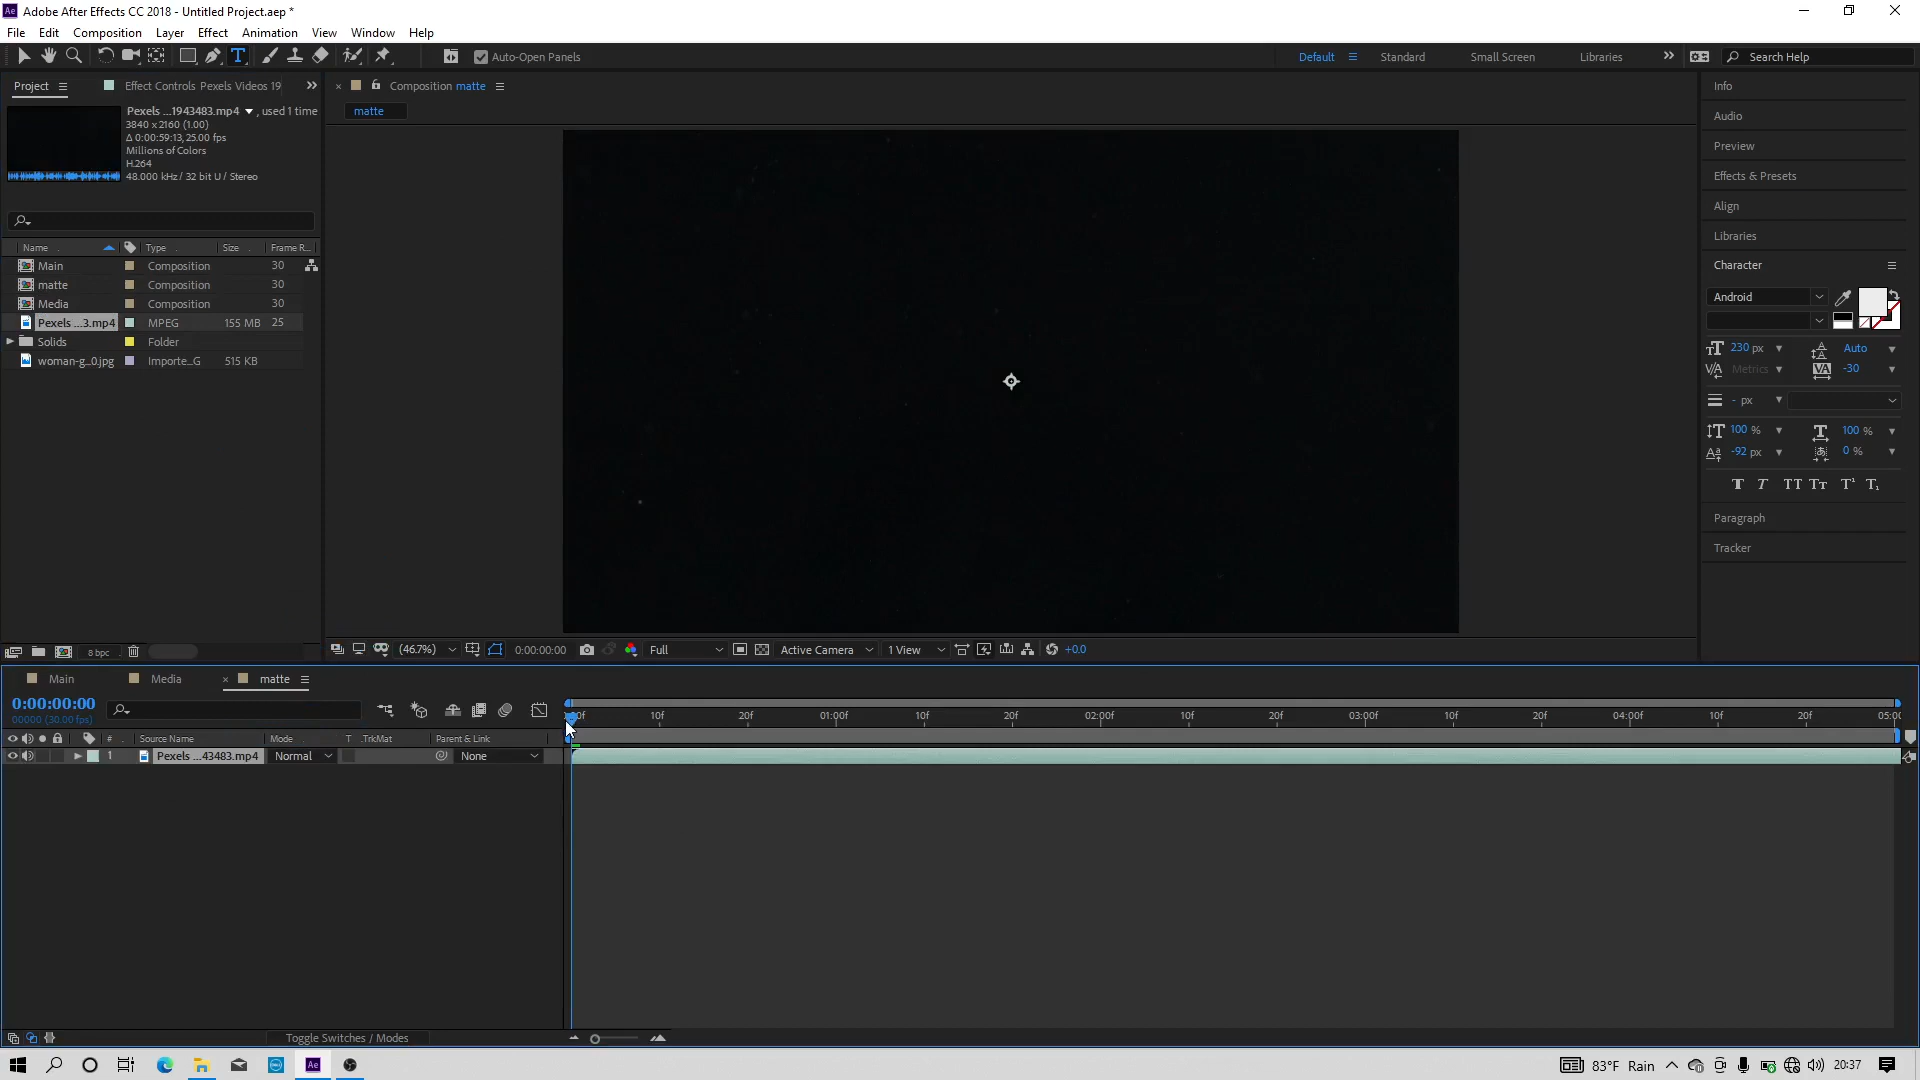 Adobe After Effects CC 2018 - Untitled Project.aep *
File Edit Composition Layer Effect Animation View Window Help
Auto-Open Panels
Default Standard Small Screen Libraries Search Help
Project Effect Controls Pexels Videos 19
Composition matte
matte
Pexels ...1943483.mp4 , used 1 time
3840 x 2160 (1.00)
Δ 0:00:59:13, 25.00 fps
Millions of Colors
H.264
48.000 kHz / 32 bit U / Stereo
Name Type Size Frame R...
Main Composition 30
matte Composition 30
Media Composition 30
Pexels ...3.mp4 MPEG 155 MB 25
Solids Folder
woman-g...0.jpg Importe...G 515 KB
8 bpc
(46.7%) 0:00:00:00 Full Active Camera 1 View +0.0
Info
Audio
Preview
Effects & Presets
Align
Libraries
Character
Android
230 px Auto
Metrics -30
- px
100 % 100 %
-92 px 0 %
Paragraph
Tracker
Main Media matte
0:00:00:00
00000 (30.00 fps)
10f 20f 01:00f 10f 20f 02:00f 10f 20f 03:00f 10f 20f 04:00f 10f 20f
# Source Name Mode T .TrkMat Parent & Link
1 Pexels ...43483.mp4 Normal None
Toggle Switches / Modes
83°F Rain 20:37